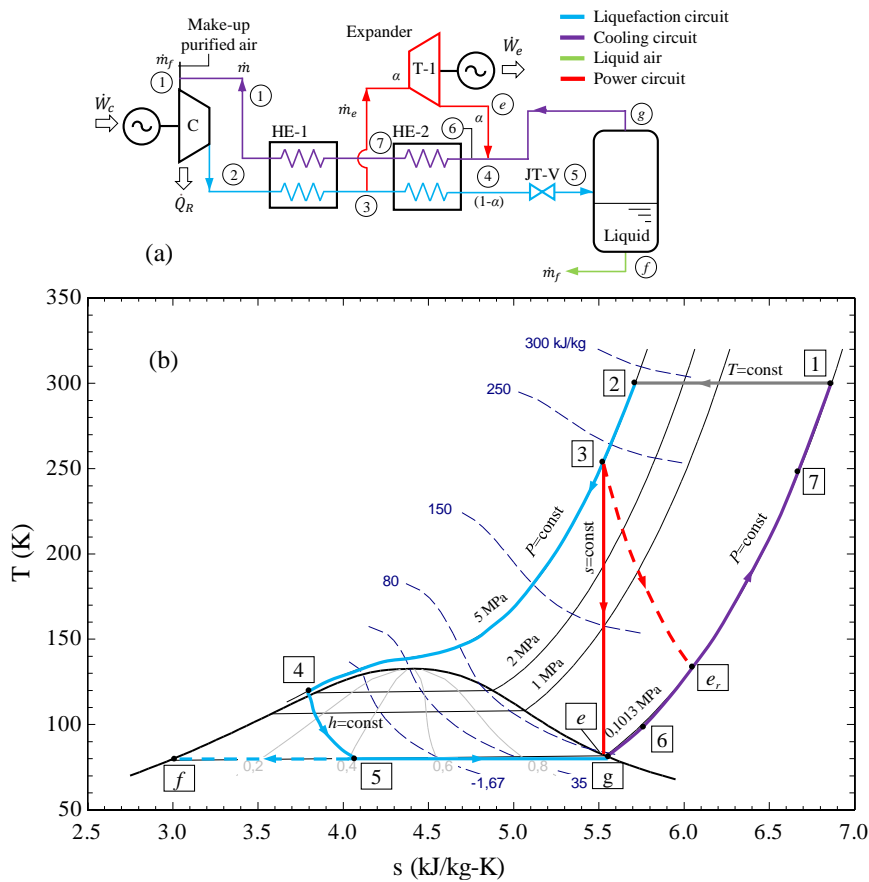 Make-up
purified air
ṁf
ṁ
1
1
Ẇc
C
2
Q̇R
HE-1
HE-2
7
6
3
4
(1-α)
JT-V
5
Expander
T-1
Ẇe
α
α
ṁe
e
g
Liquid
f
ṁf
Liquefaction circuit
Cooling circuit
Liquid air
Power circuit
(a)
(b)
T (K)
350
300
250
200
150
100
50
300 kJ/kg
250
150
80
2
T=const
1
3
7
P=const
s=const
P=const
5 MPa
2 MPa
1 MPa
0,1013 MPa
4
h=const
e
er
6
f
0,2
0,4
5
0,6
0,8
g
-1,67
35
2.5
3.0
3.5
4.0
4.5
5.0
5.5
6.0
6.5
7.0
s (kJ/kg-K)